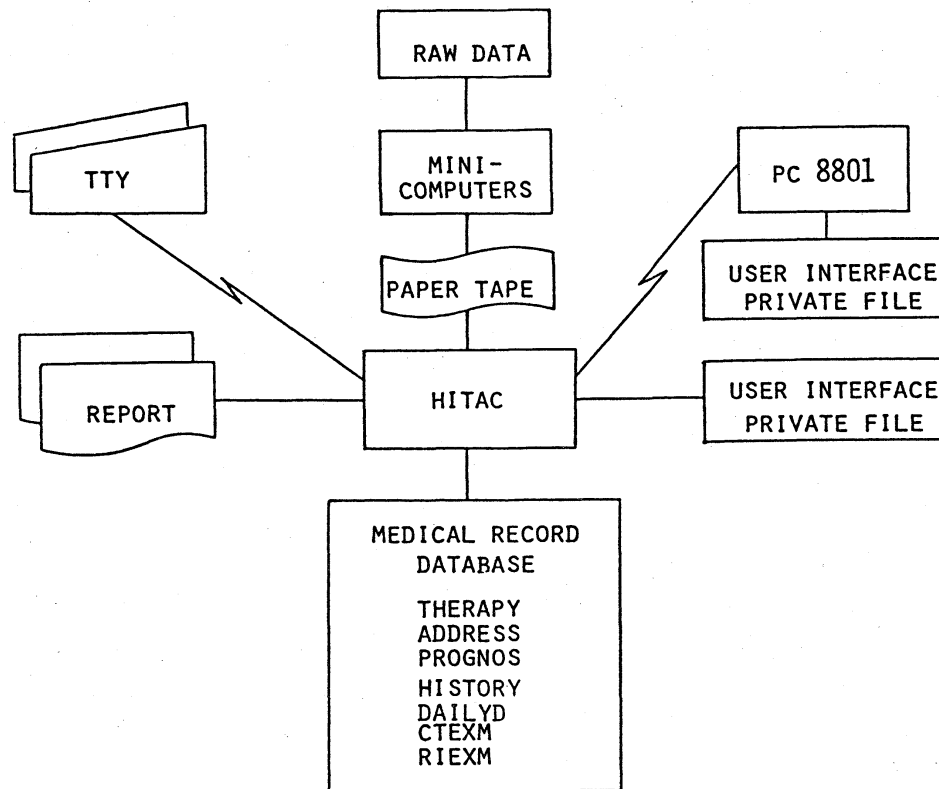 RAW DATA
TTY
MINI-
COMPUTERS
PC 8801
PAPER TAPE
USER INTERFACE
PRIVATE FILE
REPORT
HITAC
USER INTERFACE
PRIVATE FILE
MEDICAL RECORD
DATABASE
THERAPY
ADDRESS
PROGNOS
HISTORY
DAILYD
CTEXM
RIEXM